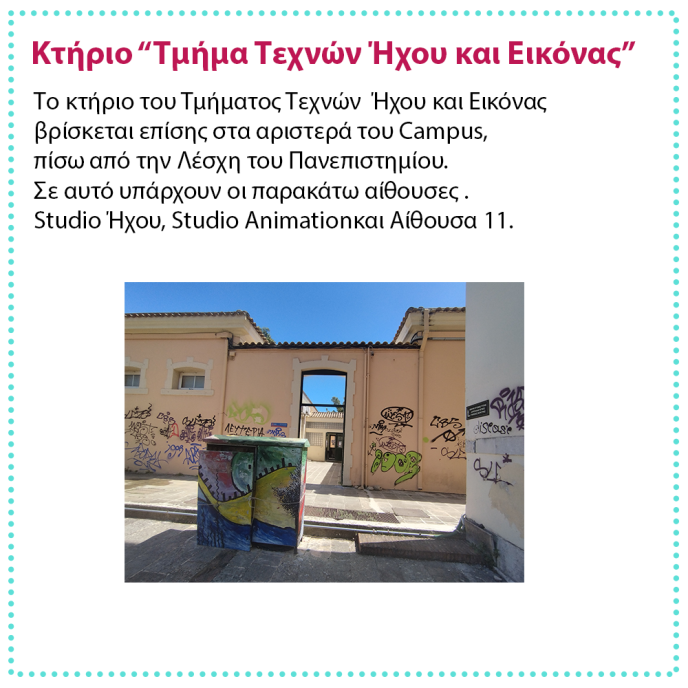 Κτήριο “Τμήμα Τεχνών Ήχου και Εικόνας”
Το κτήριο του Τμήματος Τεχνών Ήχου και Εικόνας
βρίσκεται επίσης στα αριστερά του Campus,
πίσω από την Λέσχη του Πανεπιστημίου.
Σε αυτό υπάρχουν οι παρακάτω αίθουσες .
Studio Ήχου, Studio Animationκαι Αίθουσα 11.